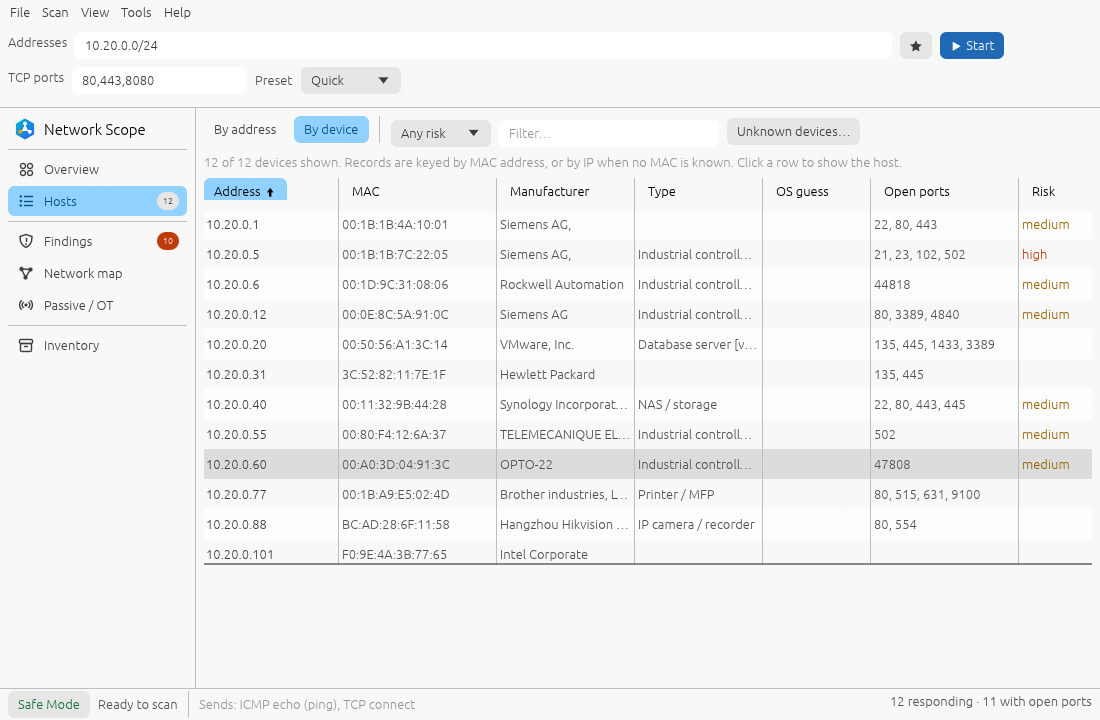 File Scan View Tools Help
Addresses 10.20.0.0/24 ★ ▶ Start
TCP ports 80,443,8080 Preset Quick ▼
Network Scope
Overview
Hosts 12
Findings 10
Network map
Passive / OT
Inventory
By address By device Any risk ▼ Filter... Unknown devices...
12 of 12 devices shown. Records are keyed by MAC address, or by IP when no MAC is known. Click a row to show the host.
Address ↑ MAC Manufacturer Type OS guess Open ports Risk
10.20.0.1 00:1B:1B:4A:10:01 Siemens AG, 22, 80, 443 medium
10.20.0.5 00:1B:1B:7C:22:05 Siemens AG, Industrial controll... 21, 23, 102, 502 high
10.20.0.6 00:1D:9C:31:08:06 Rockwell Automation Industrial controll... 44818 medium
10.20.0.12 00:0E:8C:5A:91:0C Siemens AG Industrial controll... 80, 3389, 4840 medium
10.20.0.20 00:50:56:A1:3C:14 VMware, Inc. Database server [v... 135, 445, 1433, 3389
10.20.0.31 3C:52:82:11:7E:1F Hewlett Packard 135, 445
10.20.0.40 00:11:32:9B:44:28 Synology Incorporat... NAS / storage 22, 80, 443, 445 medium
10.20.0.55 00:80:F4:12:6A:37 TELEMECANIQUE EL... Industrial controll... 502 medium
10.20.0.60 00:A0:3D:04:91:3C OPTO-22 Industrial controll... 47808 medium
10.20.0.77 00:1B:A9:E5:02:4D Brother industries, L... Printer / MFP 80, 515, 631, 9100
10.20.0.88 BC:AD:28:6F:11:58 Hangzhou Hikvision ... IP camera / recorder 80, 554
10.20.0.101 F0:9E:4A:3B:77:65 Intel Corporate
Safe Mode Ready to scan Sends: ICMP echo (ping), TCP connect 12 responding · 11 with open ports